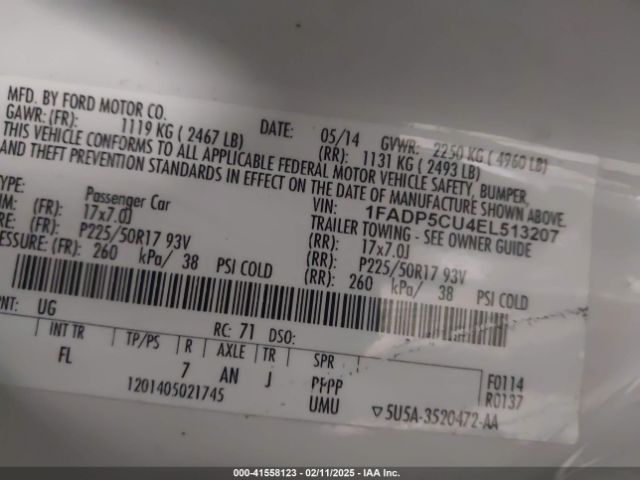 MFD. BY FORD MOTOR CO.
DATE: 05/14 GVWR: 2250 KG ( 4960 LB)
GAWR: (FR): 1119 KG ( 2467 LB) (RR): 1131 KG ( 2493 LB)
THIS VEHICLE CONFORMS TO ALL APPLICABLE FEDERAL MOTOR VEHICLE SAFETY, BUMPER,
AND THEFT PREVENTION STANDARDS IN EFFECT ON THE DATE OF MANUFACTURE SHOWN ABOVE.
VIN: 1FADP5CU4EL513207
TYPE: Passenger Car TRAILER TOWING - SEE OWNER GUIDE
IM: (FR): 17x7.0J (RR): 17x7.0J
(FR): P225/50R17 93V (RR): P225/50R17 93V
ESSURE: (FR): 260 kPa/ 38 PSI COLD (RR): 260 kPa/ 38 PSI COLD
PNT: UG RC: 71 DSO:
INT TR TP/PS R AXLE TR SPR
FL 7 AN J PPPP F0114
1201405021745 UMU R0137
▽ 5U5A-3520472-AA
000-41558123 - 02/11/2025 - IAA Inc.